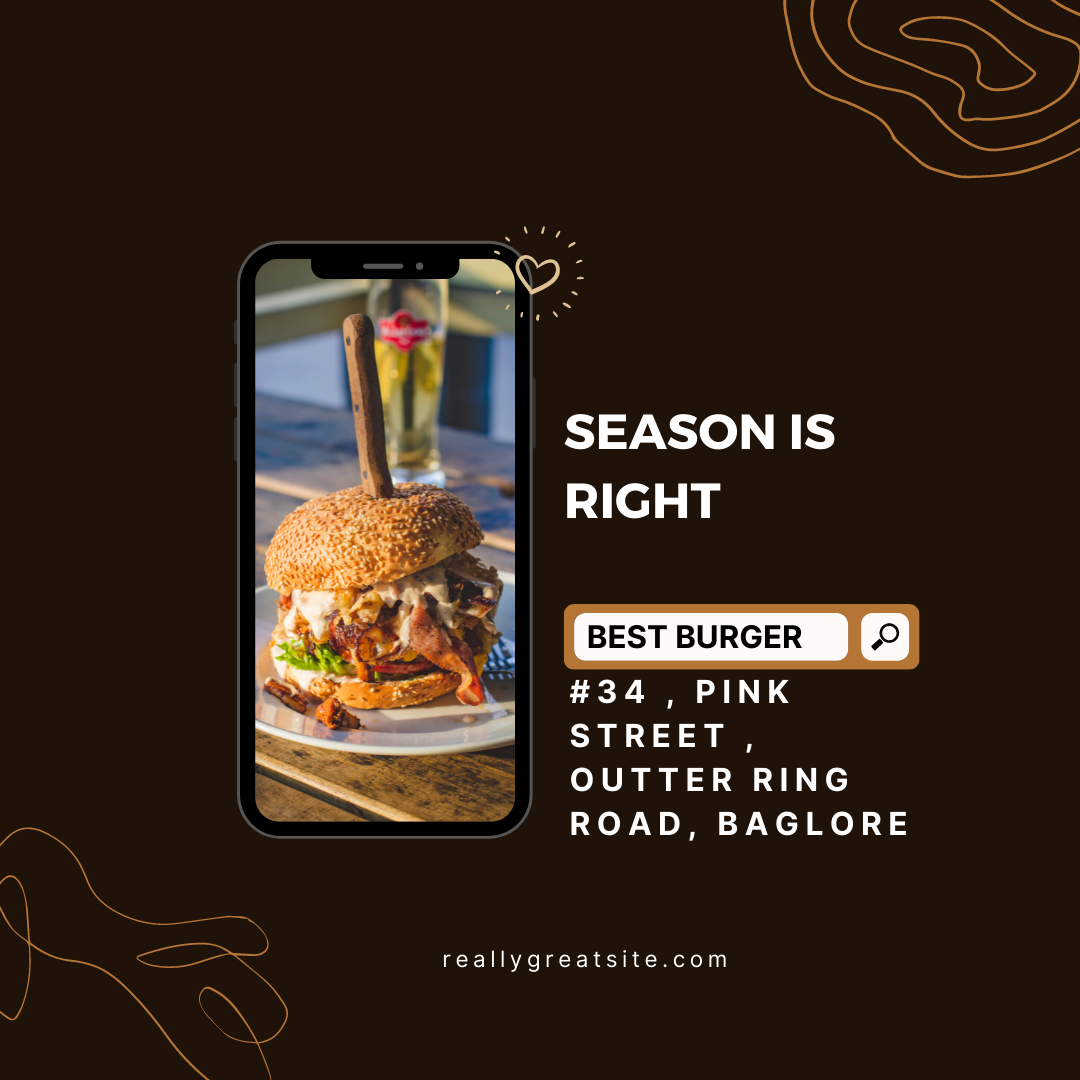 SEASON IS
RIGHT
BEST BURGER
#34 , PINK
STREET ,
OUTTER RING
ROAD, BAGLORE
reallygreatsite.com